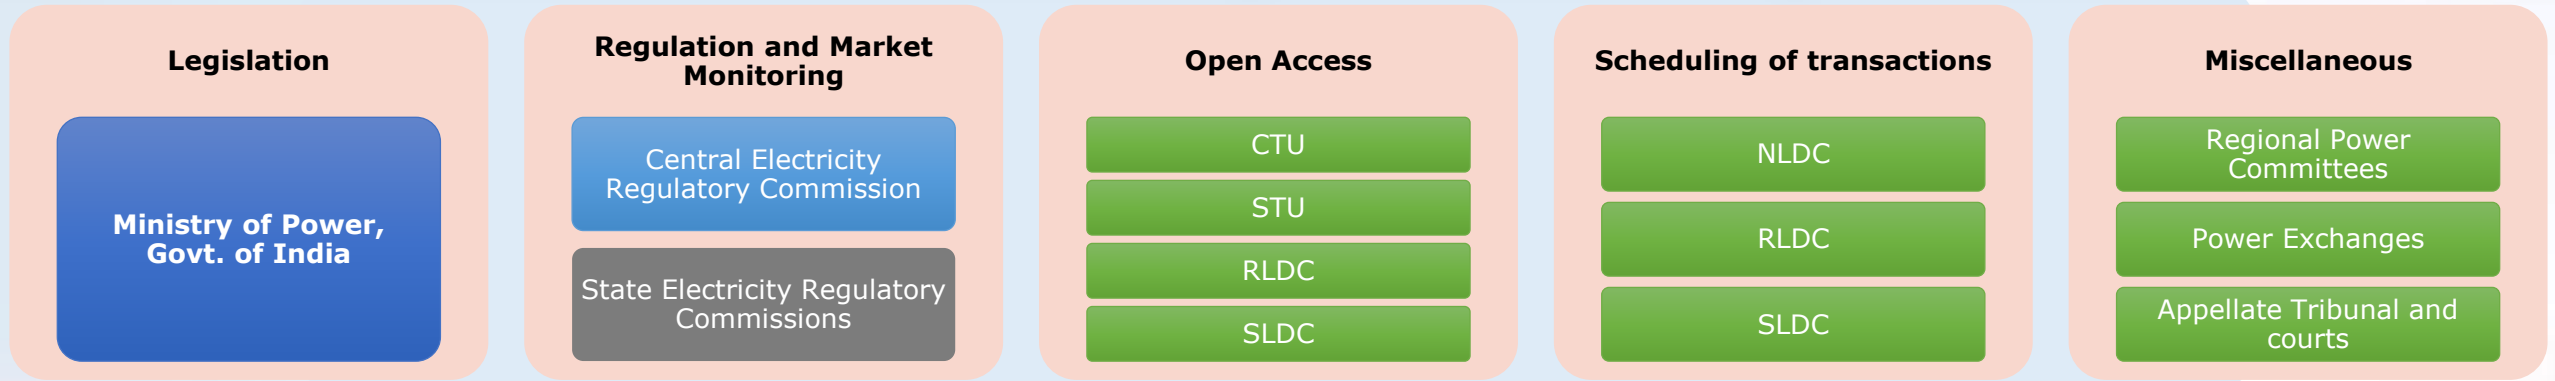 Legislation
Ministry of Power,
Govt. of India
Regulation and Market
Monitoring
Central Electricity
Regulatory Commission
State Electricity Regulatory
Commissions
Open Access
CTU
STU
RLDC
SLDC
Scheduling of transactions
NLDC
RLDC
SLDC
Miscellaneous
Regional Power
Committees
Power Exchanges
Appellate Tribunal and
courts